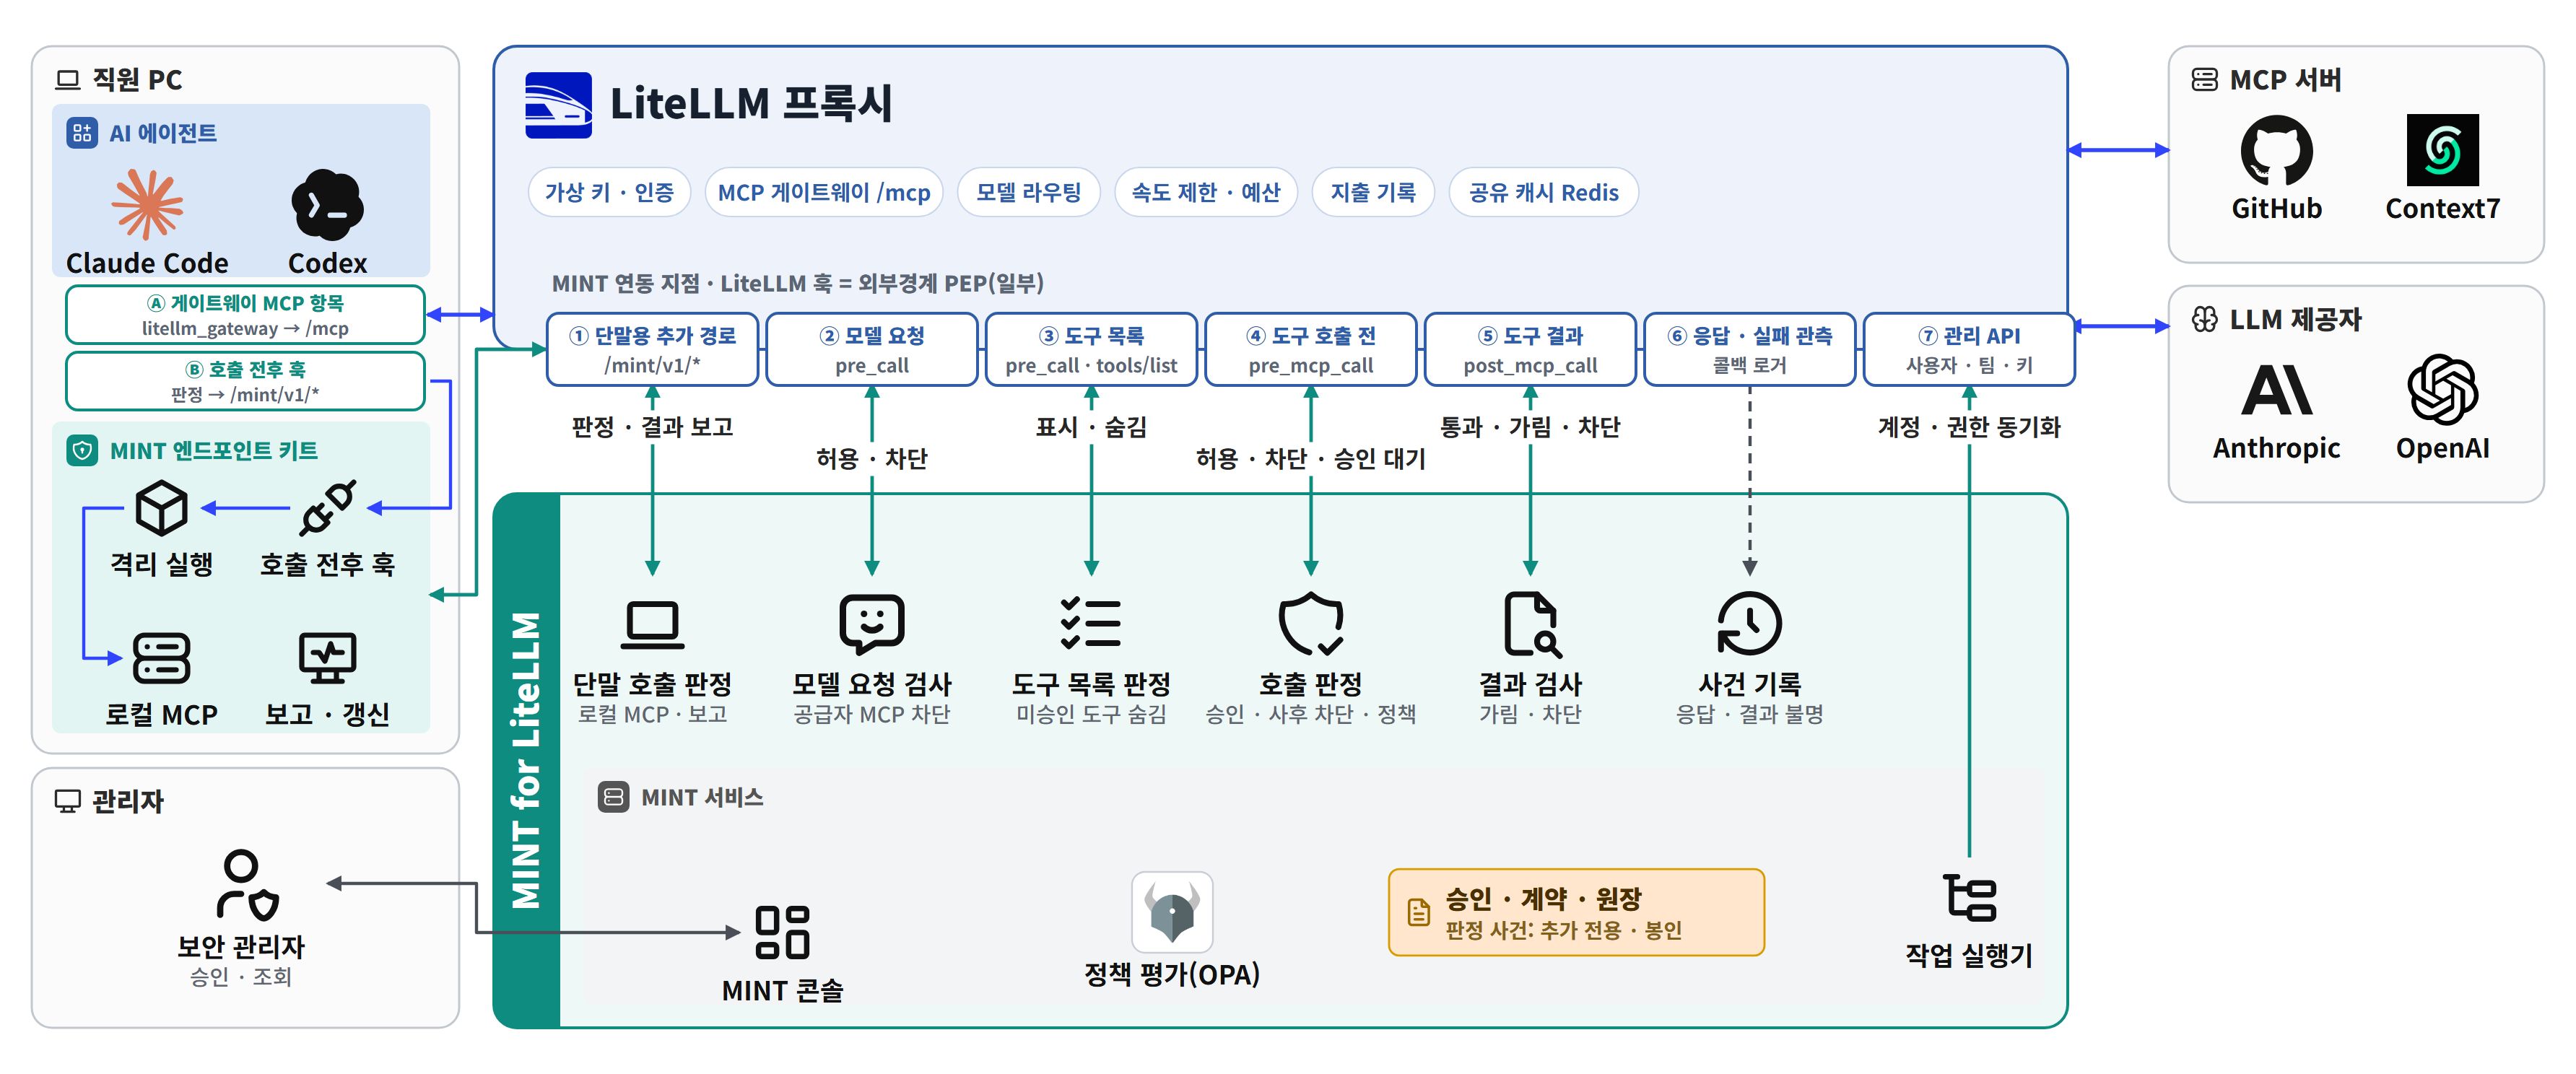 직원 PC
AI 에이전트
Claude Code
Codex
Ⓐ 게이트웨이 MCP 항목
litellm_gateway → /mcp
Ⓑ 호출 전후 훅
판정 → /mint/v1/*
MINT 엔드포인트 키트
격리 실행
호출 전후 훅
로컬 MCP
보고 · 갱신
관리자
보안 관리자
승인 · 조회
LiteLLM 프록시
가상 키 · 인증
MCP 게이트웨이 /mcp
모델 라우팅
속도 제한 · 예산
지출 기록
공유 캐시 Redis
MINT 연동 지점 · LiteLLM 훅 = 외부경계 PEP(일부)
① 단말용 추가 경로
/mint/v1/*
② 모델 요청
pre_call
③ 도구 목록
pre_call · tools/list
④ 도구 호출 전
pre_mcp_call
⑤ 도구 결과
post_mcp_call
⑥ 응답 · 실패 관측
콜백 로거
⑦ 관리 API
사용자 · 팀 · 키
판정 · 결과 보고
허용 · 차단
표시 · 숨김
허용 · 차단 · 승인 대기
통과 · 가림 · 차단
계정 · 권한 동기화
MINT for LiteLLM
단말 호출 판정
로컬 MCP · 보고
모델 요청 검사
공급자 MCP 차단
도구 목록 판정
미승인 도구 숨김
호출 판정
승인 · 사후 차단 · 정책
결과 검사
가림 · 차단
사건 기록
응답 · 결과 불명
MINT 서비스
MINT 콘솔
정책 평가(OPA)
승인 · 계약 · 원장
판정 사건: 추가 전용 · 봉인
작업 실행기
MCP 서버
GitHub
Context7
LLM 제공자
Anthropic
OpenAI